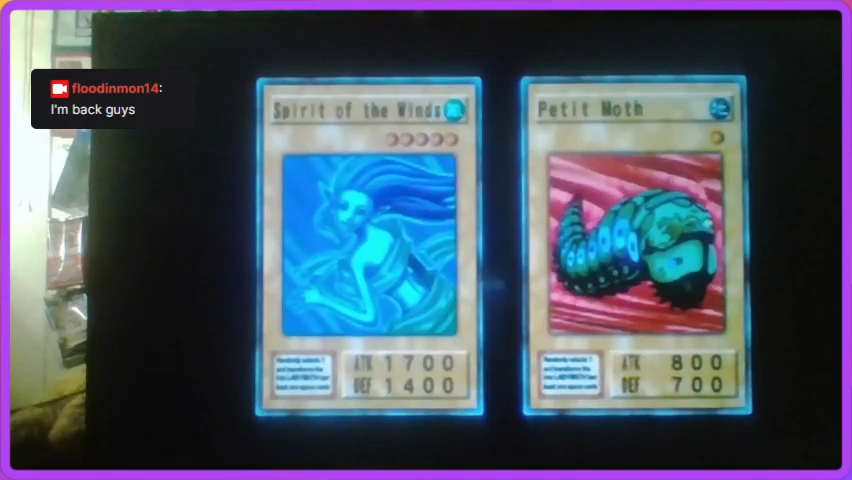 floodinmon14:
I'm back guys
Spirit of the Winds
Petit Moth
ATK 1700
DEF 1400
ATK 800
DEF 700